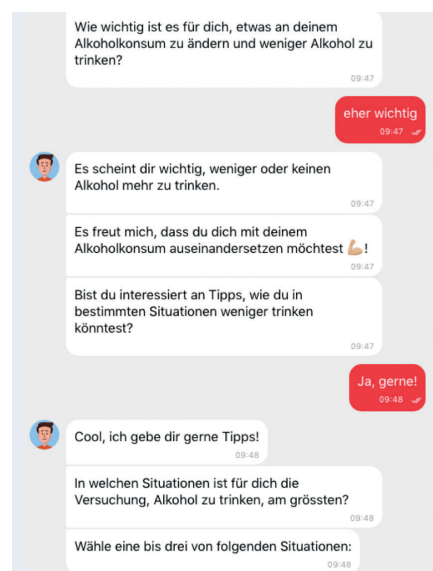 Wie wichtig ist es für dich, etwas an deinem
Alkoholkonsum zu ändern und weniger Alkohol zu
trinken?
09:47
eher wichtig
09:47
Es scheint dir wichtig, weniger oder keinen
Alkohol mehr zu trinken.
09:47
Es freut mich, dass du dich mit deinem
Alkoholkonsum auseinandersetzen möchtest 💪🏼!
09:47
Bist du interessiert an Tipps, wie du in
bestimmten Situationen weniger trinken
könntest?
09:47
Ja, gerne!
09:48
Cool, ich gebe dir gerne Tipps!
09:48
In welchen Situationen ist für dich die
Versuchung, Alkohol zu trinken, am grössten?
09:48
Wähle eine bis drei von folgenden Situationen:
09:48